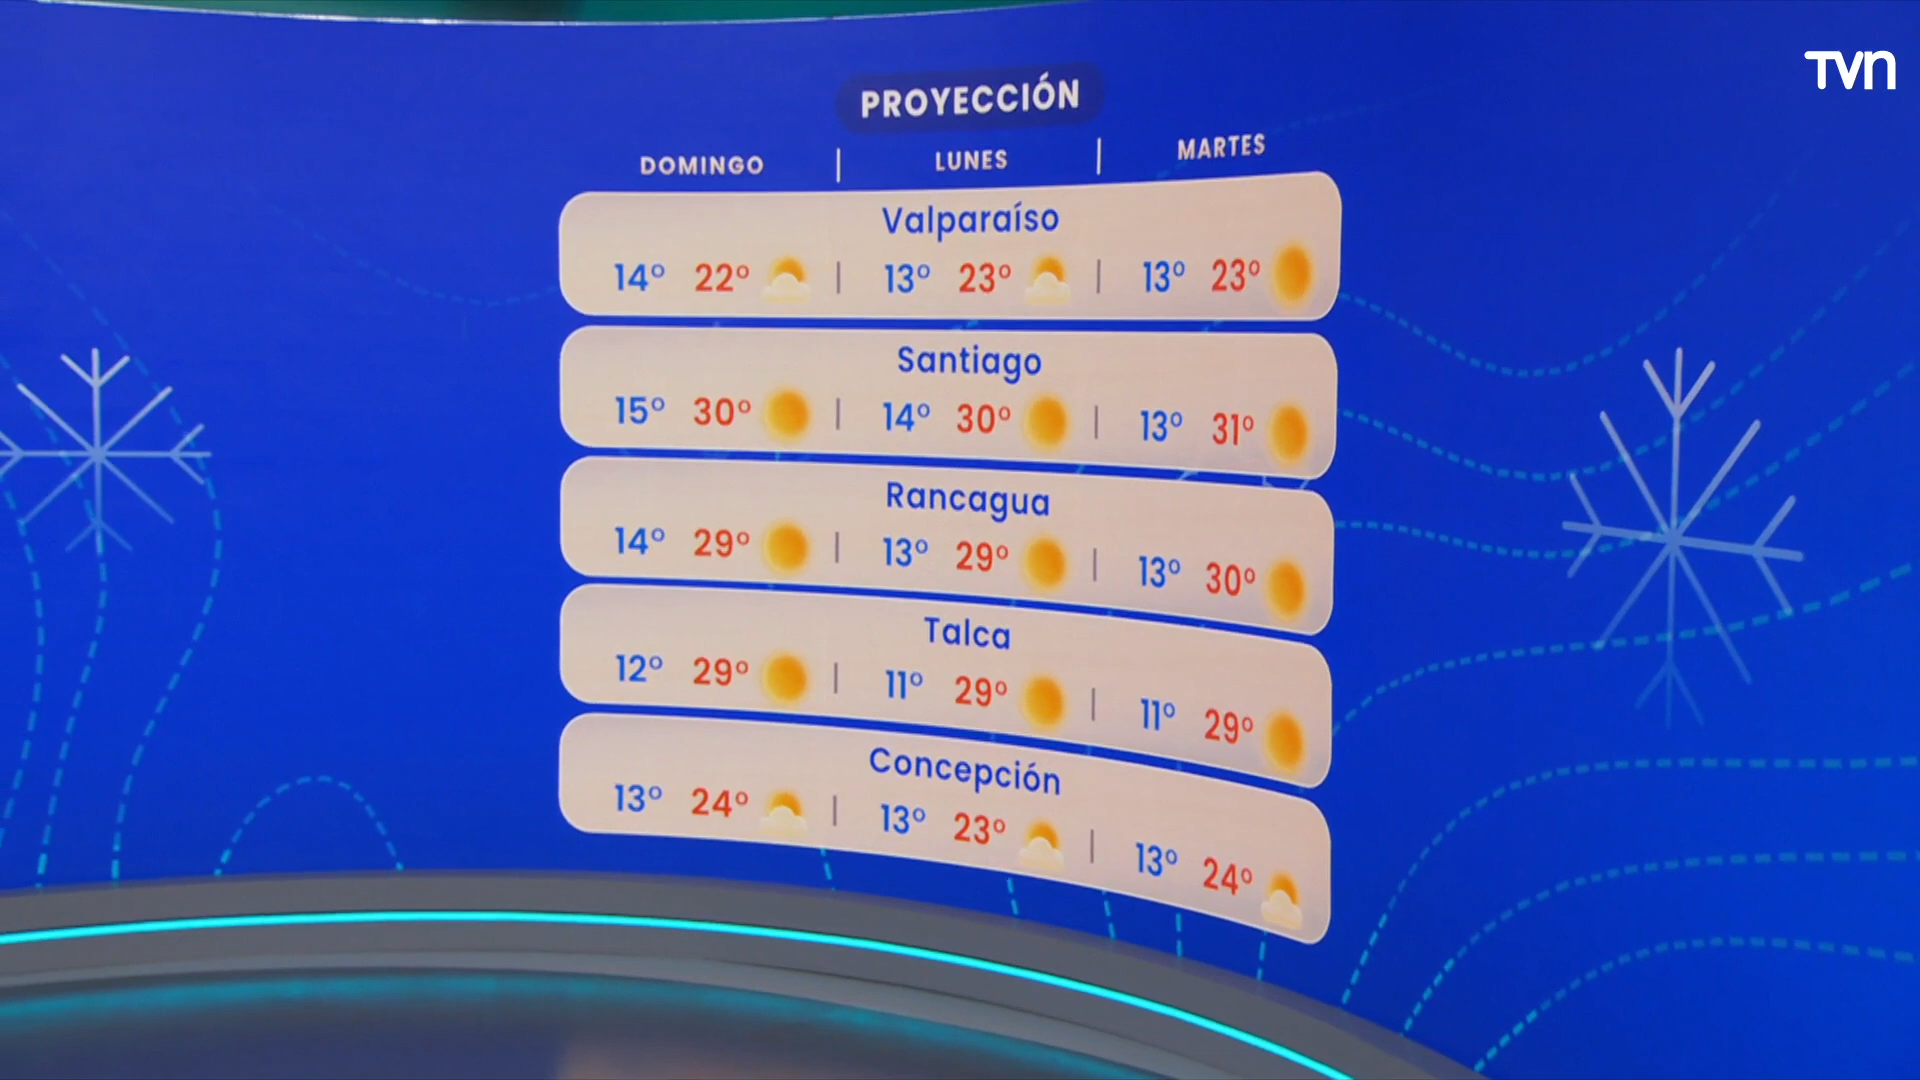 TVN
PROYECCIÓN
DOMINGO | LUNES | MARTES
Valparaíso
14° 22° | 13° 23° | 13° 23°
Santiago
15° 30° | 14° 30° | 13° 31°
Rancagua
14° 29° | 13° 29° | 13° 30°
Talca
12° 29° | 11° 29° | 11° 29°
Concepción
13° 24° | 13° 23° | 13° 24°